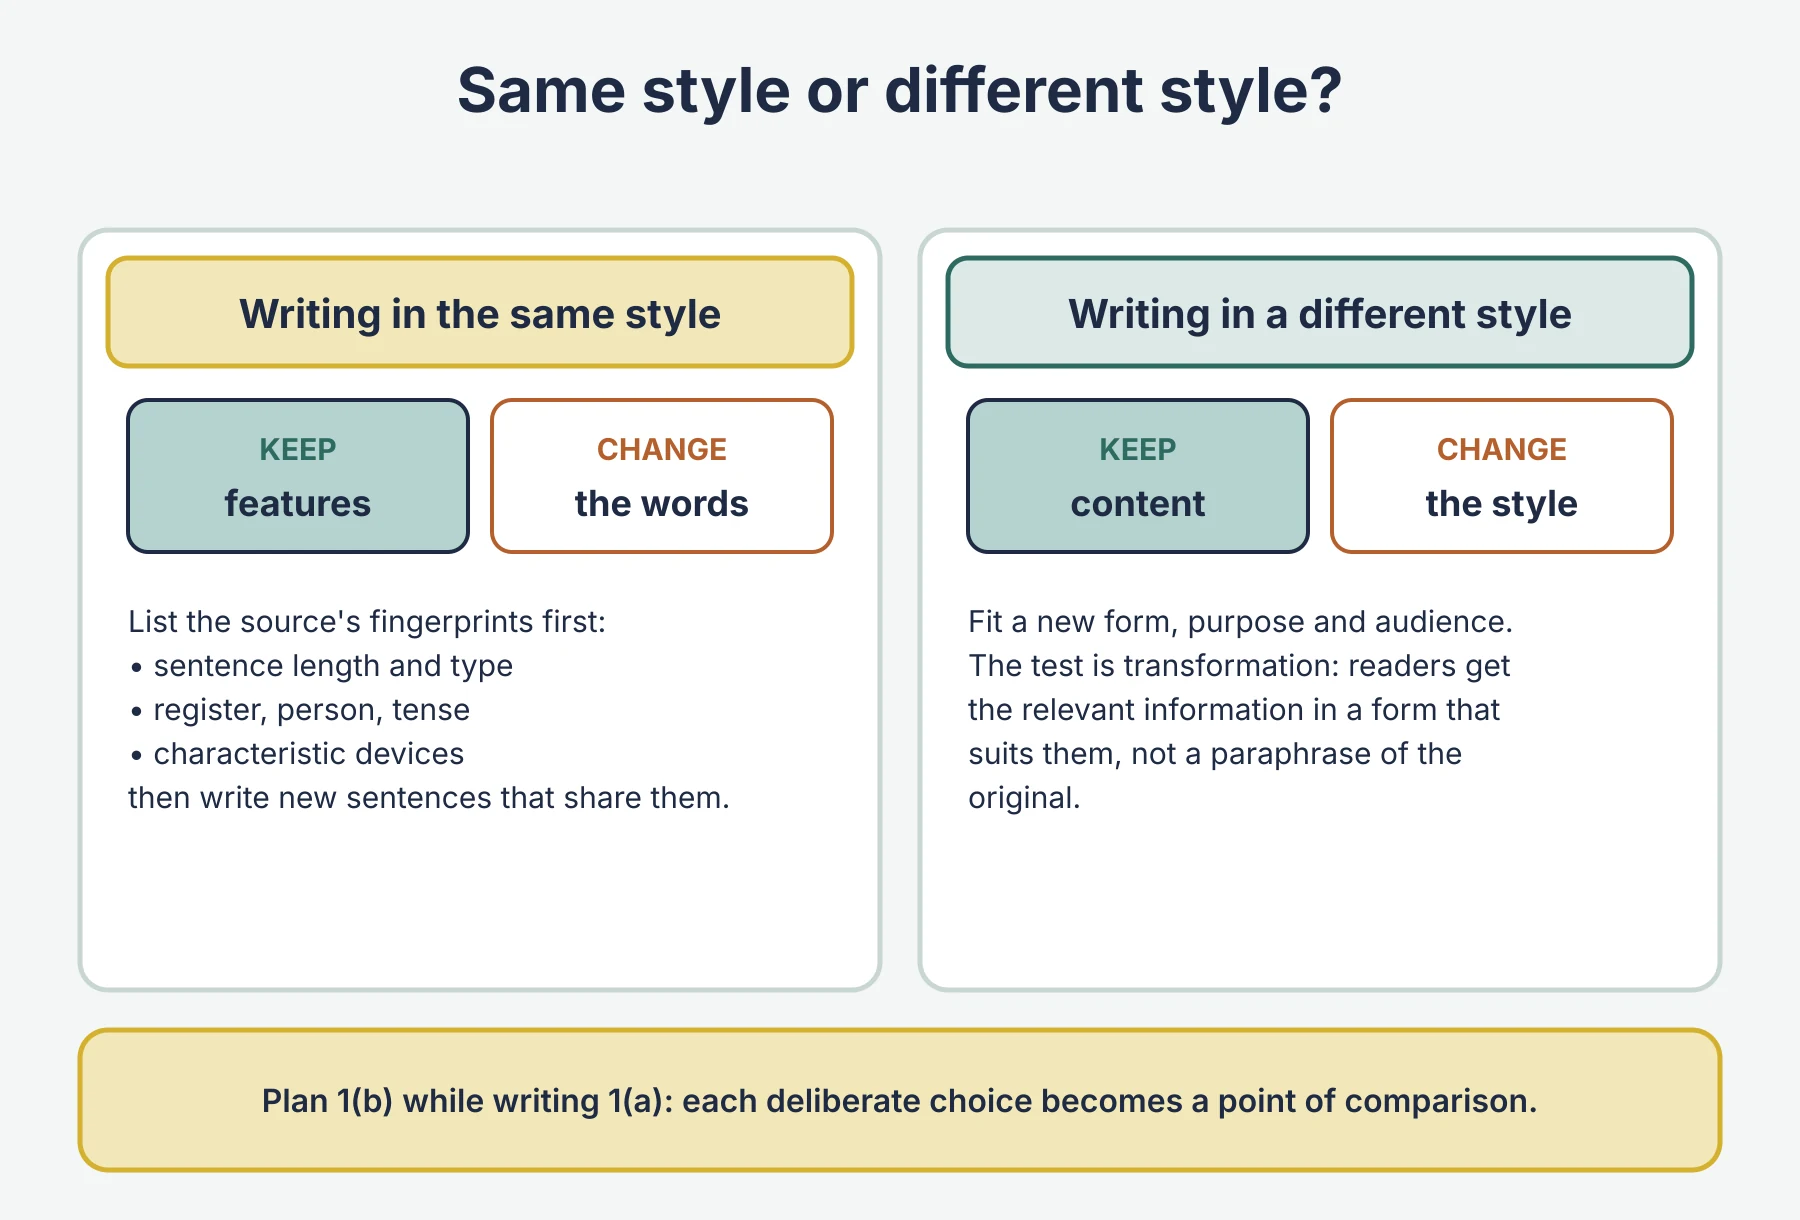 Same style or different style?
Writing in the same style
KEEP
features
CHANGE
the words
List the source's fingerprints first:
• sentence length and type
• register, person, tense
• characteristic devices
then write new sentences that share them.
Writing in a different style
KEEP
content
CHANGE
the style
Fit a new form, purpose and audience.
The test is transformation: readers get
the relevant information in a form that
suits them, not a paraphrase of the
original.
Plan 1(b) while writing 1(a): each deliberate choice becomes a point of comparison.